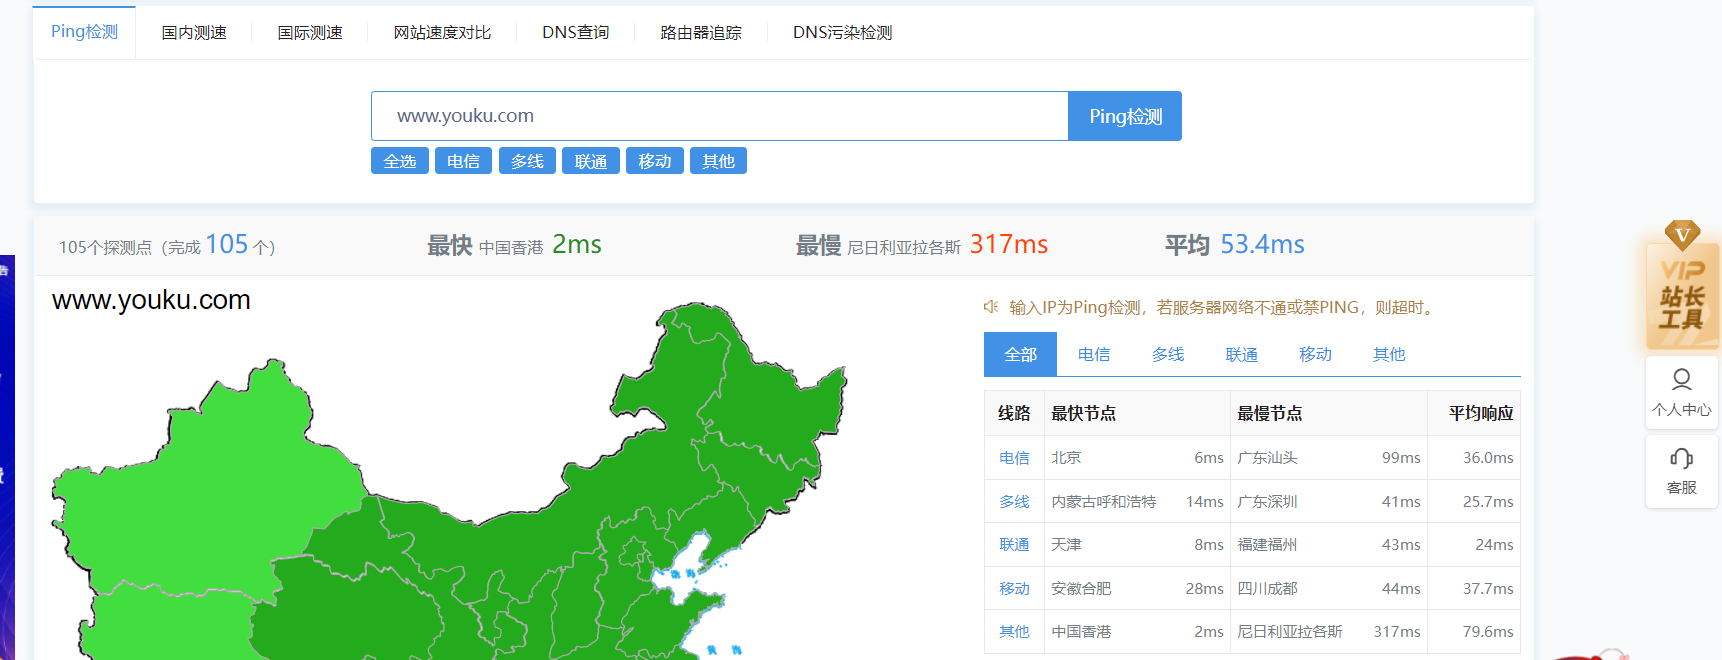 Ping检测 国内测速 国际测速 网站速度对比 DNS查询 路由器追踪 DNS污染检测
www.youku.com Ping检测
全选 电信 多线 联通 移动 其他
105个探测点（完成 105 个） 最快 中国香港 2ms 最慢 尼日利亚拉各斯 317ms 平均 53.4ms
www.youku.com
输入IP为Ping检测，若服务器网络不通或禁PING，则超时。
全部 电信 多线 联通 移动 其他
线路 最快节点 最慢节点 平均响应
电信 北京 6ms 广东汕头 99ms 36.0ms
多线 内蒙古呼和浩特 14ms 广东深圳 41ms 25.7ms
联通 天津 8ms 福建福州 43ms 24ms
移动 安徽合肥 28ms 四川成都 44ms 37.7ms
其他 中国香港 2ms 尼日利亚拉各斯 317ms 79.6ms
渤海
黄海
V
VIP
站长
工具
个人中心
客服
告